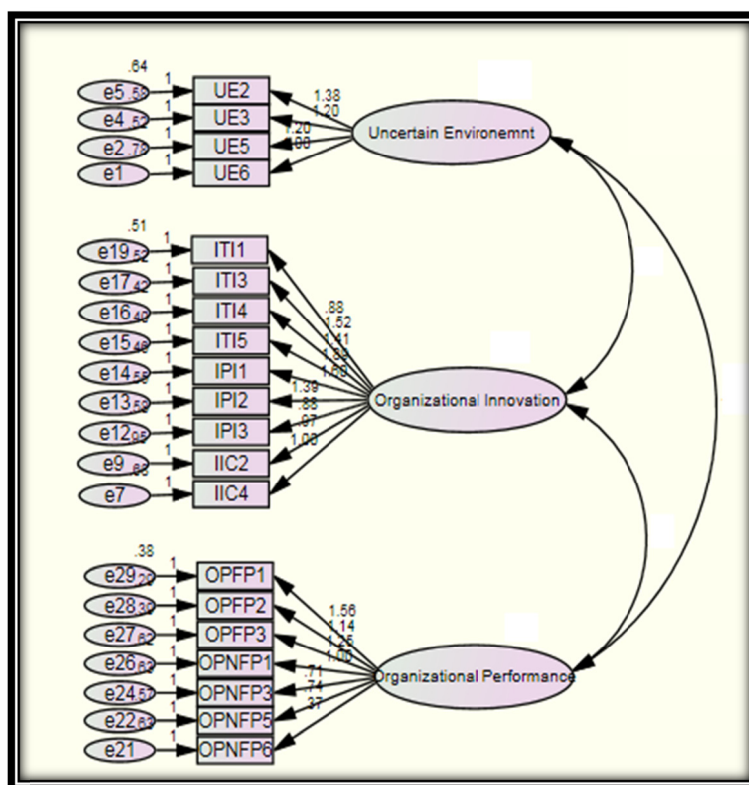 .64
e5 .58 1 UE2 1.38
e4 .52 1 UE3 1.20
e2 .78 1 UE5 1.20
e1 1 UE6 .00
Uncertain Environemnt
.51
e19 .52 1 ITI1 .88
e17 .42 1 ITI3 1.52
e16 .40 1 ITI4 1.41
e15 .46 1 ITI5
e14 .55 1 IPI1
e13 .58 1 IPI2 1.39
e12 .95 1 IPI3 .88
e9 1 IIC2 .97
e7 1 IIC4 1.00
Organizational Innovation
.38
e29 .20 1 OPFP1 1.56
e28 .30 1 OPFP2 1.14
e27 .62 1 OPFP3 1.25
e26 .63 1 OPNFP1 1.00
e24 .57 1 OPNFP3 .71
e22 .63 1 OPNFP5 .74
e21 1 OPNFP6 .37
Organizational Performance